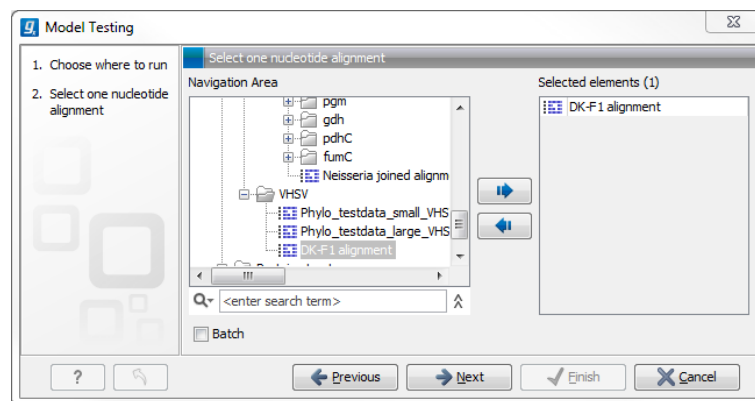 Model Testing
1. Choose where to run
2. Select one nucleotide
alignment
Select one nucleotide alignment
Navigation Area
pgm
gdh
pdhC
fumC
Neisseria joined alignm
VHSV
Phylo_testdata_small_VHS
Phylo_testdata_large_VHS
DK-F1 alignment
<enter search term>
Batch
Selected elements (1)
DK-F1 alignment
?
Previous
Next
Finish
Cancel